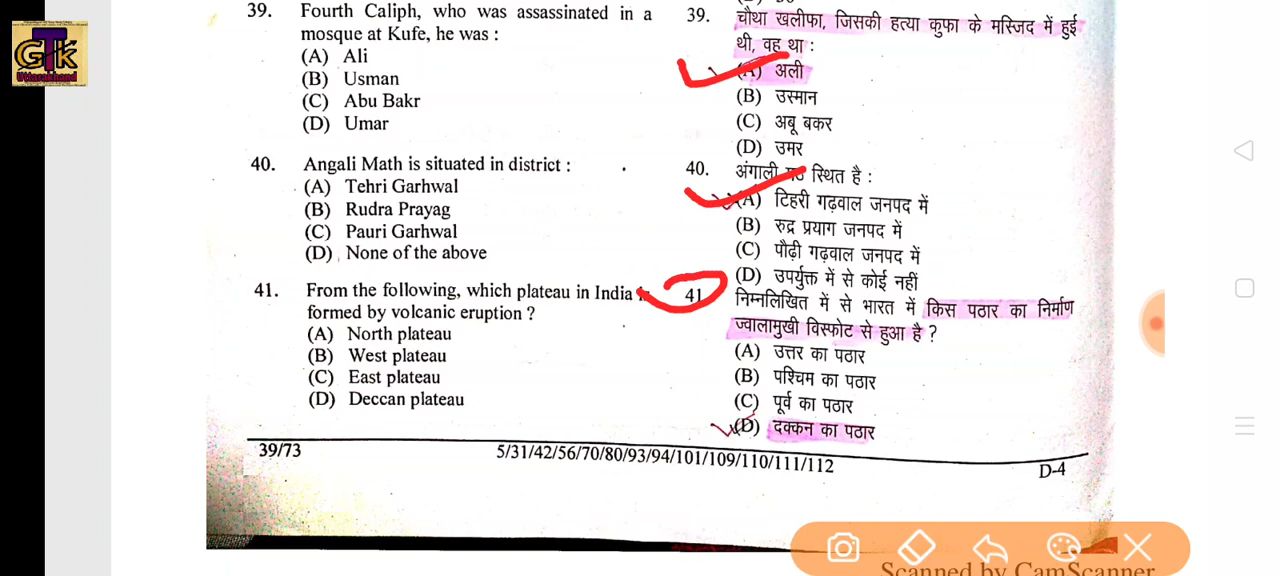 GTK
Uttarakhand
39. Fourth Caliph, who was assassinated in a
mosque at Kufe, he was :
(A) Ali
(B) Usman
(C) Abu Bakr
(D) Umar
40. Angali Math is situated in district :
(A) Tehri Garhwal
(B) Rudra Prayag
(C) Pauri Garhwal
(D) None of the above
41. From the following, which plateau in India
formed by volcanic eruption ?
(A) North plateau
(B) West plateau
(C) East plateau
(D) Deccan plateau
39. चौथा खलीफा, जिसकी हत्या कुफा के मस्जिद में हुई
थी, वह था :
(A) अली
(B) उस्मान
(C) अबू बकर
(D) उमर
40. अंगाली मठ स्थित है :
(A) टिहरी गढ़वाल जनपद में
(B) रुद्र प्रयाग जनपद में
(C) पौढ़ी गढ़वाल जनपद में
(D) उपर्युक्त में से कोई नहीं
41 निम्नलिखित में से भारत में किस पठार का निर्माण
ज्वालामुखी विस्फोट से हुआ है ?
(A) उत्तर का पठार
(B) पश्चिम का पठार
(C) पूर्व का पठार
(D) दक्कन का पठार
39/73 5/31/42/56/70/80/93/94/101/109/110/111/112 D-4
Scanned by CamScanner